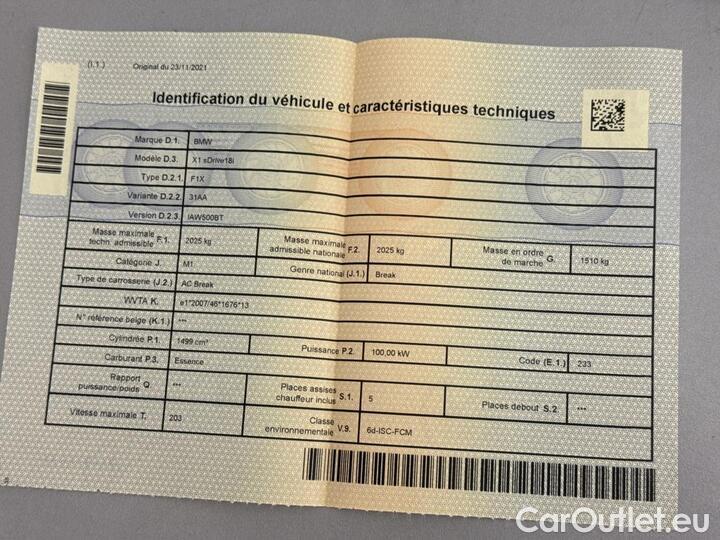 (I.1.) Original du 23/11/2021
Identification du véhicule et caractéristiques techniques
Marque D.1. BMW
Modèle D.3. X1 sDrive18i
Type D.2.1. F1X
Variante D.2.2. 31AA
Version D.2.3. IAW500BT
Masse maximale techn. admissible F.1. 2025 kg Masse maximale admissible nationale F.2. 2025 kg Masse en ordre de marche G. 1510 kg
Catégorie J. M1 Genre national (J.1.) Break
Type de carrosserie (J.2.) AC Break
WVTA K. e1*2007/46*1676*13
N° référence belge (K.1.) ---
Cylindrée P.1. 1499 cm³ Puissance P.2. 100,00 kW Code (E.1.) 233
Carburant P.3. Essence
Rapport puissance/poids Q. --- Places assises chauffeur inclus S.1. 5 Places debout S.2. ---
Vitesse maximale T. 203 Classe environnementale V.9. 6d-ISC-FCM
CarOutlet.eu